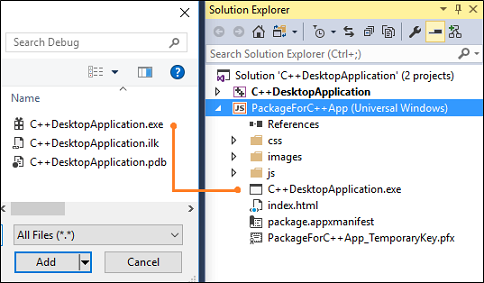 Search Debug
Name
C++DesktopApplication.exe
C++DesktopApplication.ilk
C++DesktopApplication.pdb
All Files (*.*)
Add
Cancel
Solution Explorer
Search Solution Explorer (Ctrl+;)
Solution 'C++DesktopApplication' (2 projects)
C++DesktopApplication
JS PackageForC++App (Universal Windows)
References
css
images
js
C++DesktopApplication.exe
index.html
package.appxmanifest
PackageForC++App_TemporaryKey.pfx